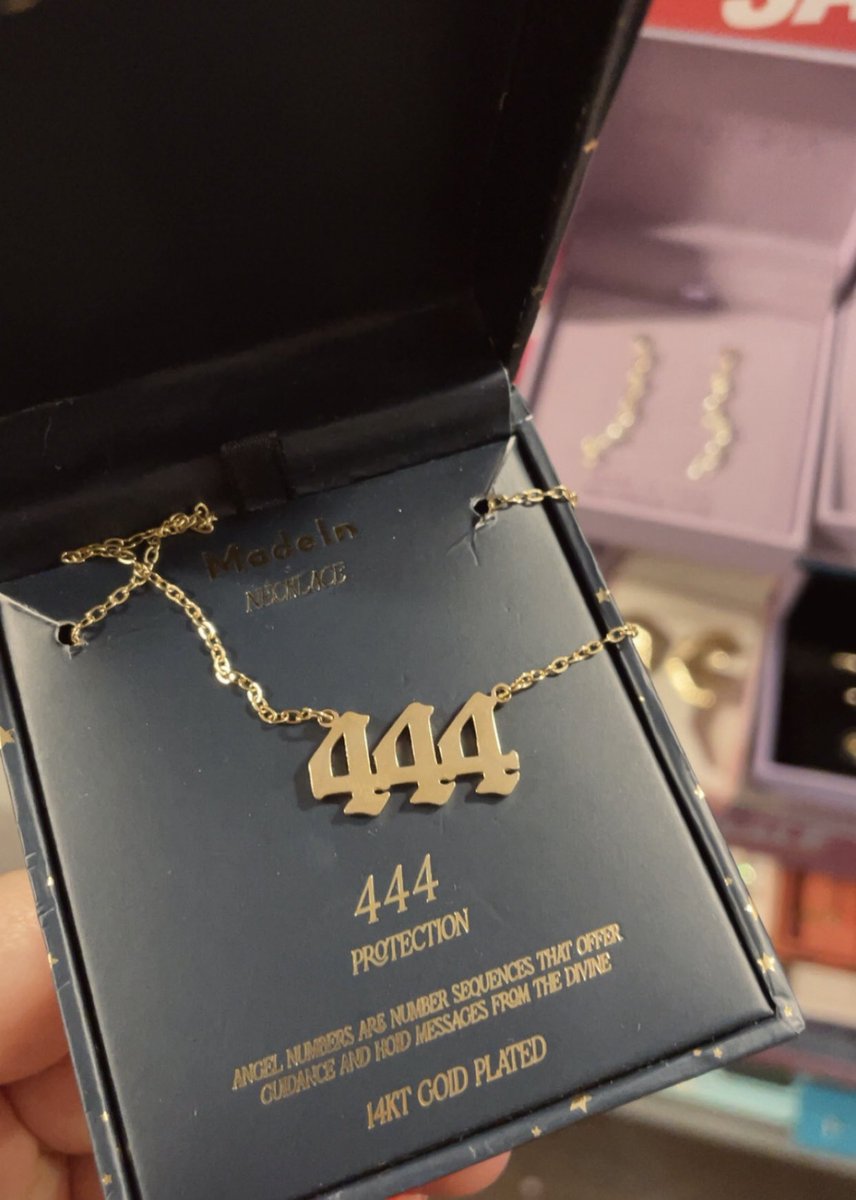 SA
MadeIn
NECKLACE
444
444
PROTECTION
ANGEL NUMBERS ARE NUMBER SEQUENCES THAT OFFER
GUIDANCE AND HOLD MESSAGES FROM THE DIVINE
14KT GOLD PLATED